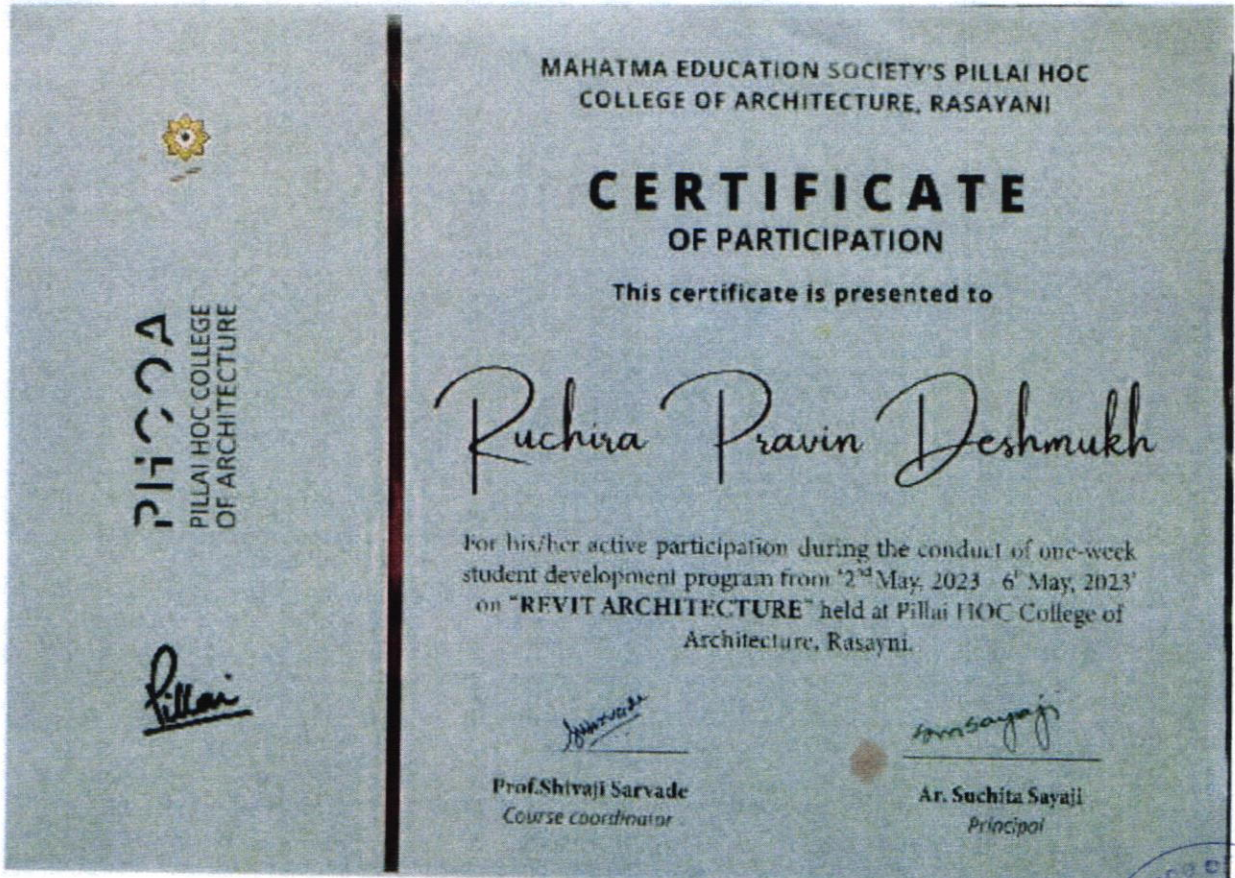 MAHATMA EDUCATION SOCIETY'S PILLAI HOC
COLLEGE OF ARCHITECTURE, RASAYANI
CERTIFICATE
OF PARTICIPATION
This certificate is presented to
Ruchira Pravin Deshmukh
For his/her active participation during the conduct of one-week
student development program from '2nd May, 2023 6th May, 2023'
on "REVIT ARCHITECTURE" held at Pillai HOC College of
Architecture, Rasayni.
Sarvade
smsayaji
Prof.Shivaji Sarvade
Course coordinator
Ar. Suchita Sayaji
Principal
PHCOA
PILLAI HOC COLLEGE
OF ARCHITECTURE
Pillai